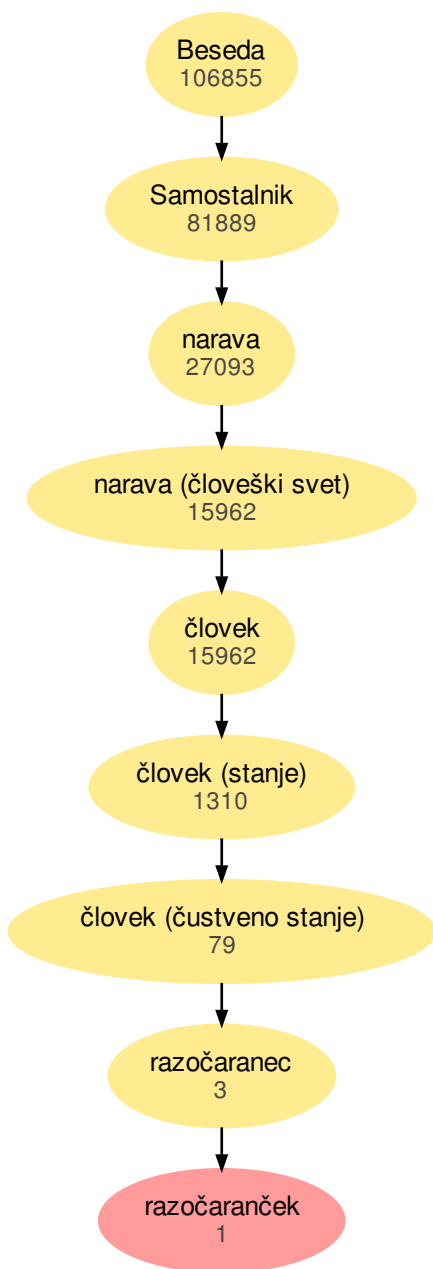 Beseda
106855
Samostalnik
81889
narava
27093
narava (človeški svet)
15962
človek
15962
človek (stanje)
1310
človek (čustveno stanje)
79
razočaranec
3
razočaranček
1